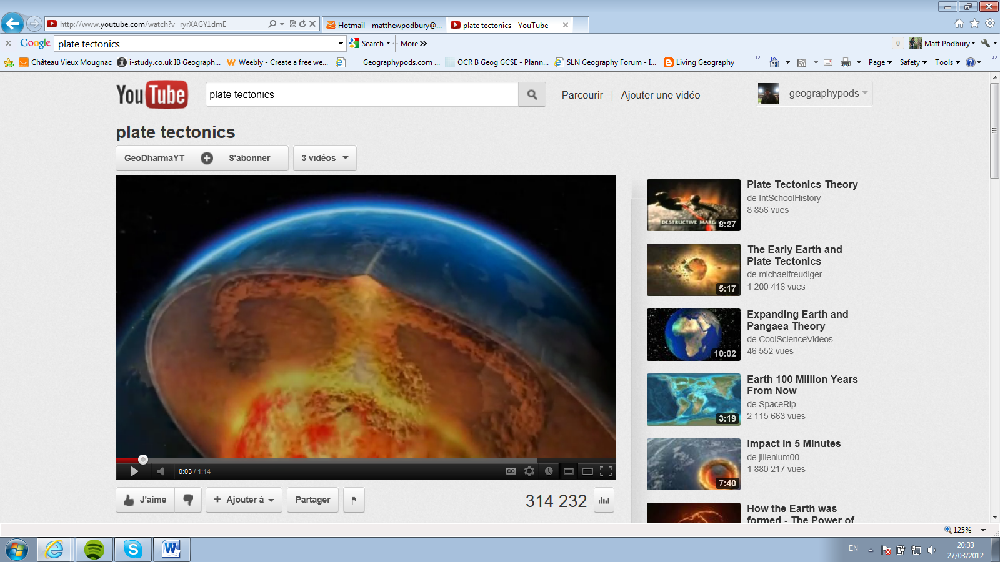 http://www.youtube.com/watch?v=ryrXAGY1dmE
Hotmail - matthewpodbury@...
plate tectonics - YouTube
x Google plate tectonics Search More »
0 Matt Podbury
Château Vieux Mougnac
i-study.co.uk IB Geograph...
Weebly - Create a free we...
Geographypods.com ...
OCR B Geog GCSE - Plann...
SLN Geography Forum - I...
Living Geography
Page Safety Tools
YouTube
plate tectonics
Parcourir | Ajouter une vidéo
geographypods
plate tectonics
GeoDharmaYT S'abonner 3 vidéos
0:03 / 1:14
CC
J'aime
Ajouter à
Partager
314 232
Plate Tectonics Theory
de IntSchoolHistory
8 856 vues
DESTRUCTIVE MARG
8:27
The Early Earth and
Plate Tectonics
de michaelfreudiger
1 200 416 vues
5:17
Expanding Earth and
Pangaea Theory
de CoolScienceVideos
46 552 vues
10:02
Earth 100 Million Years
From Now
de SpaceRip
2 115 663 vues
3:19
Impact in 5 Minutes
de jillenium00
1 880 217 vues
7:40
How the Earth was
formed - The Power of
125%
EN
20:33
27/03/2012